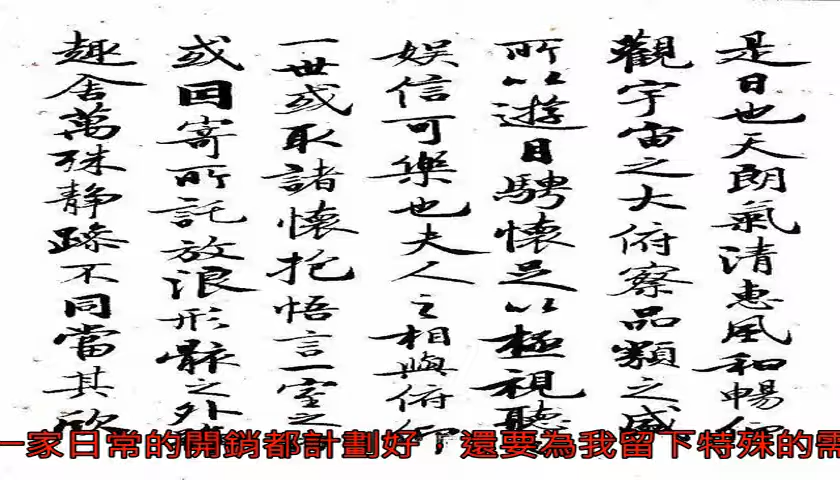 是日也天朗氣清惠風和暢仰
觀宇宙之大俯察品類之盛
所以遊目騁懷足以極視聽
娛信可樂也夫人之相與俯仰
一世或取諸懷抱悟言一室之
或因寄所託放浪形骸之外
趣舍萬殊静躁不同當其欣
一家日常的開銷都計劃好 還要為我留下特殊的需